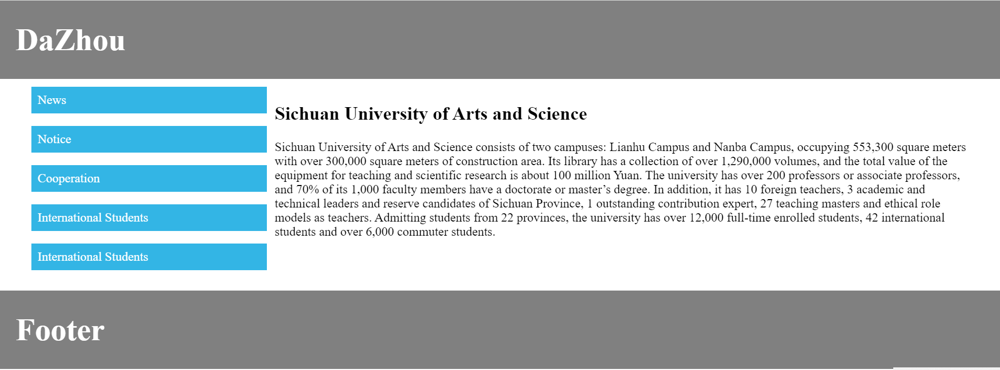 DaZhou
News
Notice
Cooperation
International Students
International Students
Sichuan University of Arts and Science
Sichuan University of Arts and Science consists of two campuses: Lianhu Campus and Nanba Campus, occupying 553,300 square meters
with over 300,000 square meters of construction area. Its library has a collection of over 1,290,000 volumes, and the total value of the
equipment for teaching and scientific research is about 100 million Yuan. The university has over 200 professors or associate professors,
and 70% of its 1,000 faculty members have a doctorate or master’s degree. In addition, it has 10 foreign teachers, 3 academic and
technical leaders and reserve candidates of Sichuan Province, 1 outstanding contribution expert, 27 teaching masters and ethical role
models as teachers. Admitting students from 22 provinces, the university has over 12,000 full-time enrolled students, 42 international
students and over 6,000 commuter students.
Footer